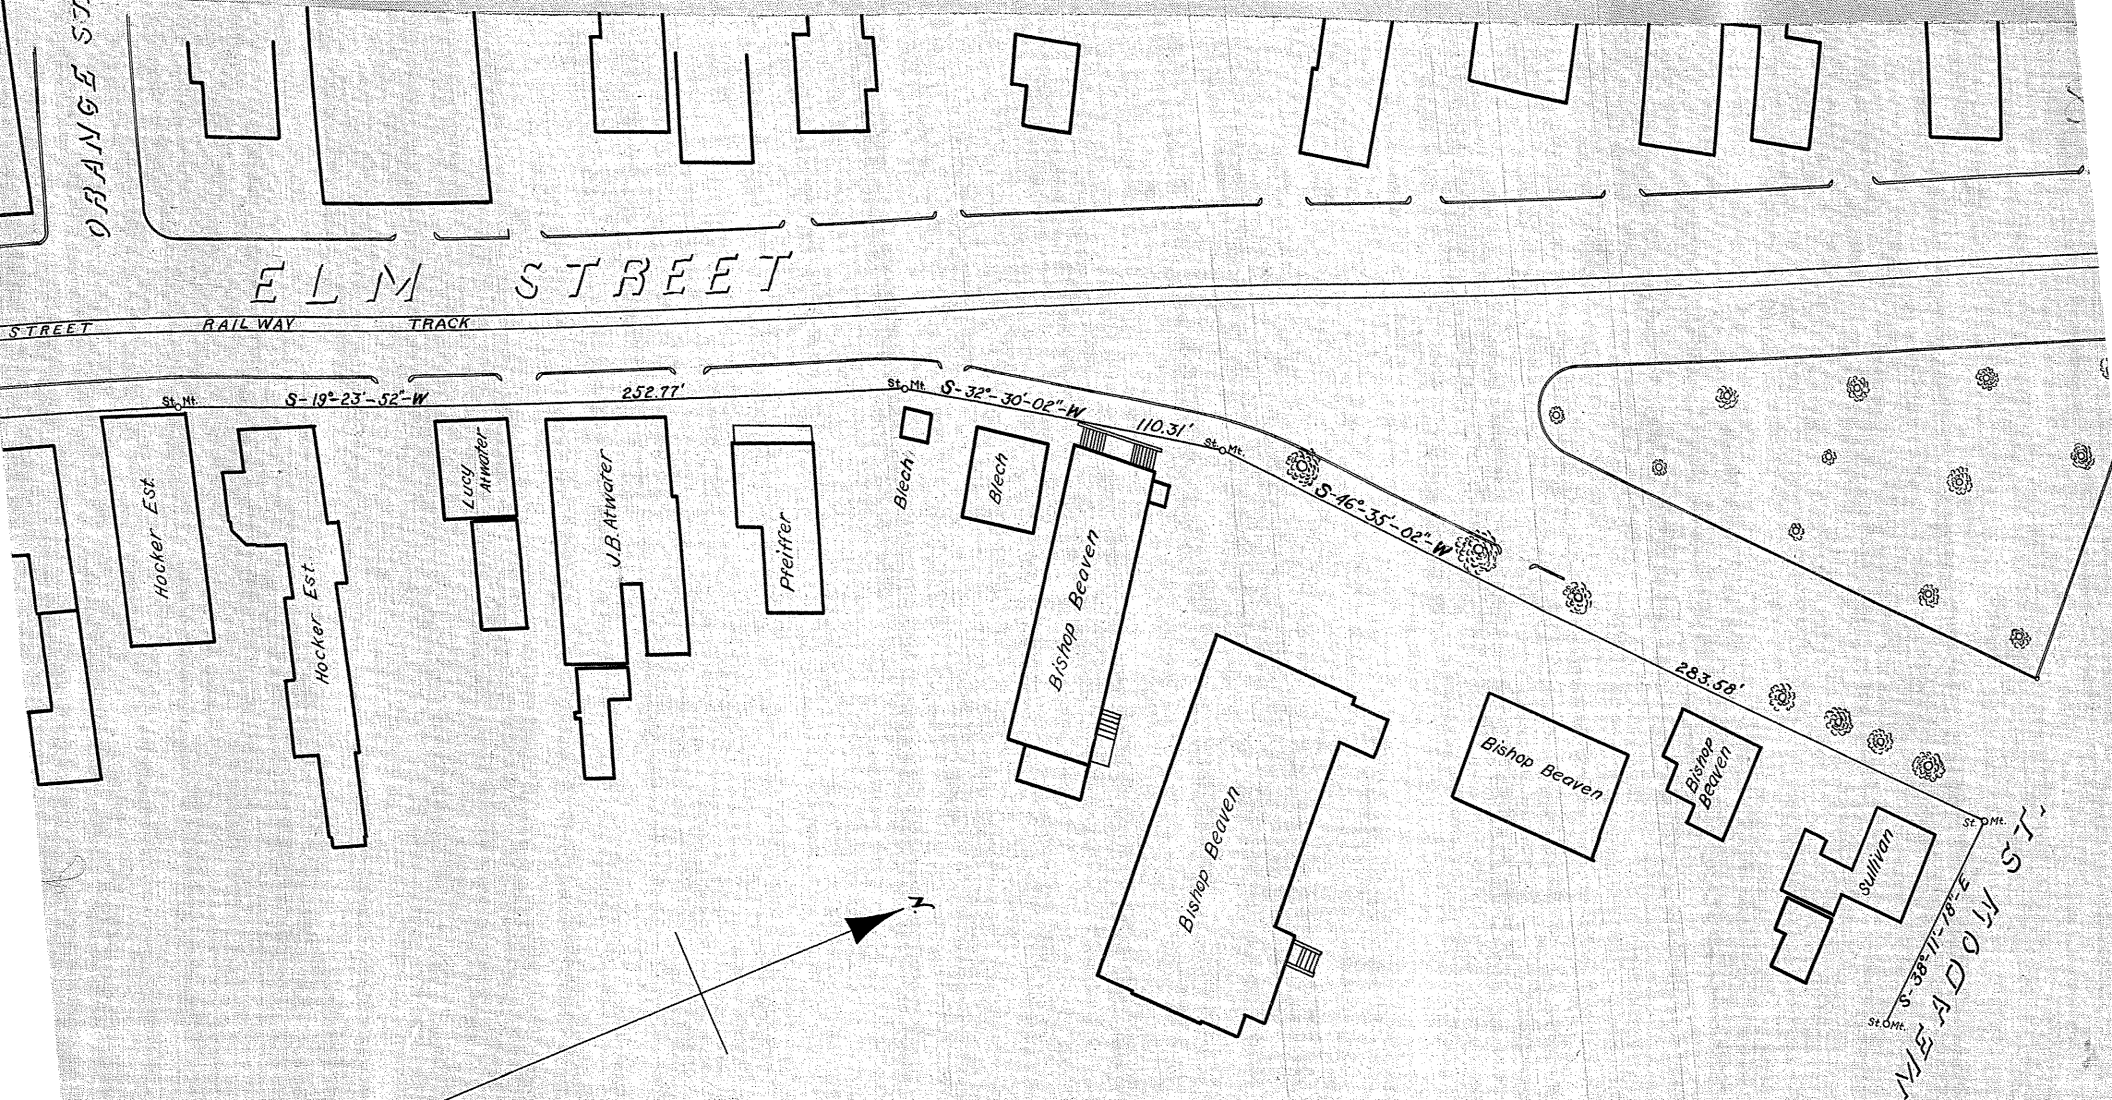 ORANGE ST
ELM STREET
STREET RAILWAY TRACK
St. Mt.
S-19°-23'-52"-W
252.77'
St. Mt.
S-32°-30'-02"-W
110.31'
St. Mt.
S-46°-35'-02"-W
283.58'
St. Mt.
S-38°-11'-18"-E
St. Mt.
MEADOW ST.
Hocker Est.
Hocker Est.
Lucy
Atwater
J.B. Atwater
Pfeiffer
Blech
Blech
Bishop Beaven
Bishop Beaven
Bishop Beaven
Bishop
Beaven
Sullivan
N